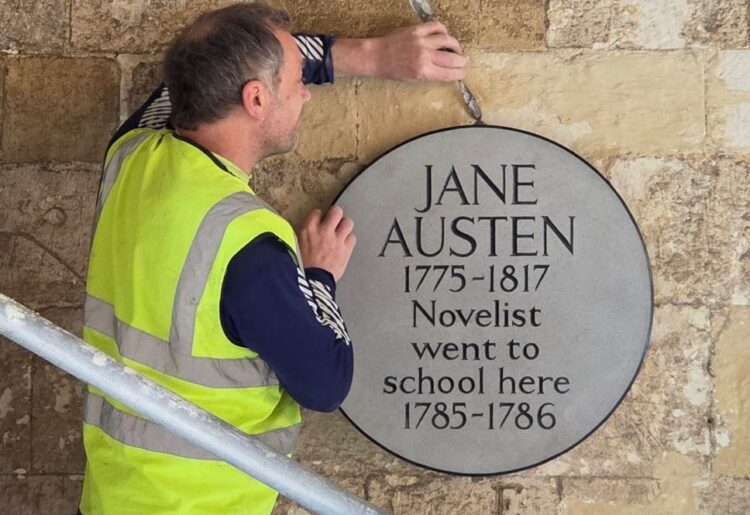 JANE
AUSTEN
1775-1817
Novelist
went to
school here
1785-1786